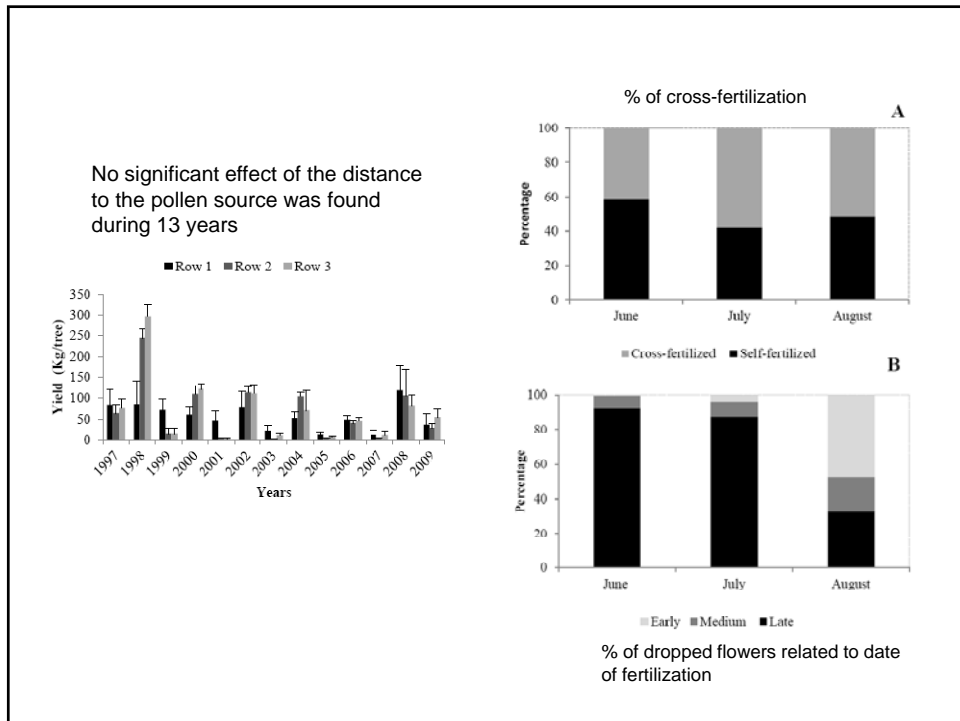 No significant effect of the distance
to the pollen source was found
during 13 years
Row 1 Row 2 Row 3
Yield (Kg/tree)
350
300
250
200
150
100
50
0
1997 1998 1999 2000 2001 2002 2003 2004 2005 2006 2007 2008 2009
Years
% of cross-fertilization
A
Percentage
100
80
60
40
20
0
June July August
Cross-fertilized Self-fertilized
B
Percentage
100
80
60
40
20
0
June July August
Early Medium Late
% of dropped flowers related to date
of fertilization